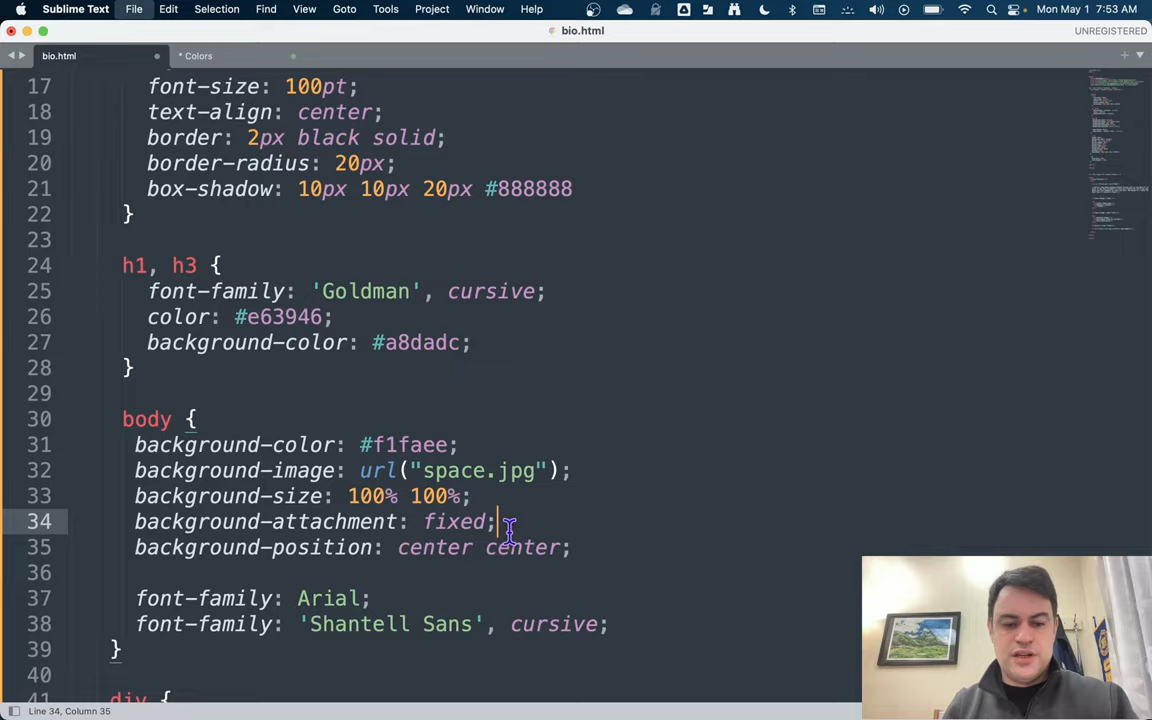 Sublime Text File Edit Selection Find View Goto Tools Project Window Help Mon May 1 7:53 AM
bio.html UNREGISTERED
bio.html * Colors
17 font-size: 100pt;
18 text-align: center;
19 border: 2px black solid;
20 border-radius: 20px;
21 box-shadow: 10px 10px 20px #888888
22 }
23
24 h1, h3 {
25 font-family: 'Goldman', cursive;
26 color: #e63946;
27 background-color: #a8dadc;
28 }
29
30 body {
31 background-color: #f1faee;
32 background-image: url("space.jpg");
33 background-size: 100% 100%;
34 background-attachment: fixed;
35 background-position: center center;
36
37 font-family: Arial;
38 font-family: 'Shantell Sans', cursive;
39 }
40
41 div {
Line 34, Column 35